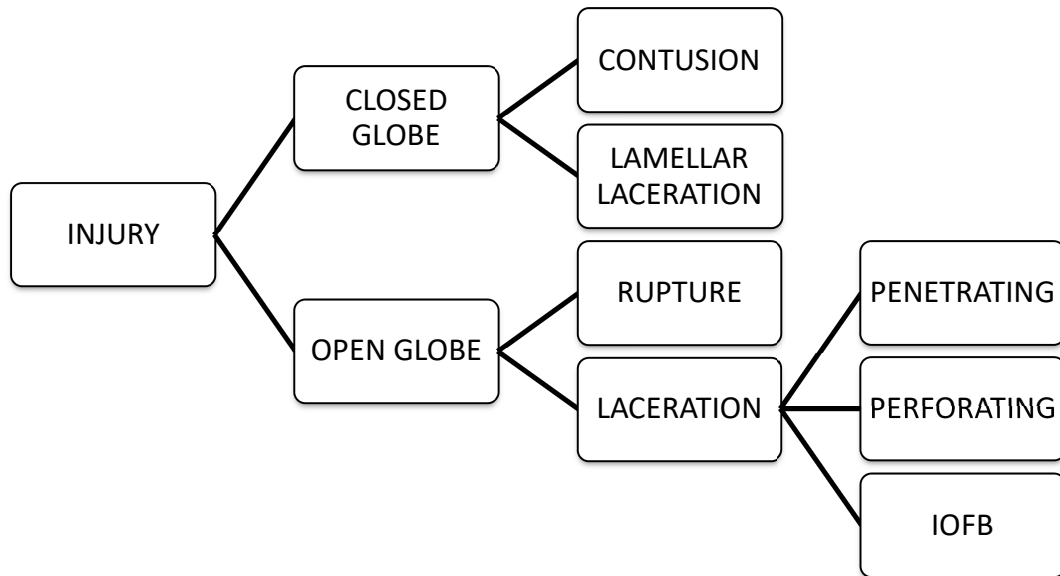 CONTUSION
CLOSED
GLOBE
LAMELLAR
LACERATION
INJURY
RUPTURE
PENETRATING
OPEN GLOBE
LACERATION
PERFORATING
IOFB